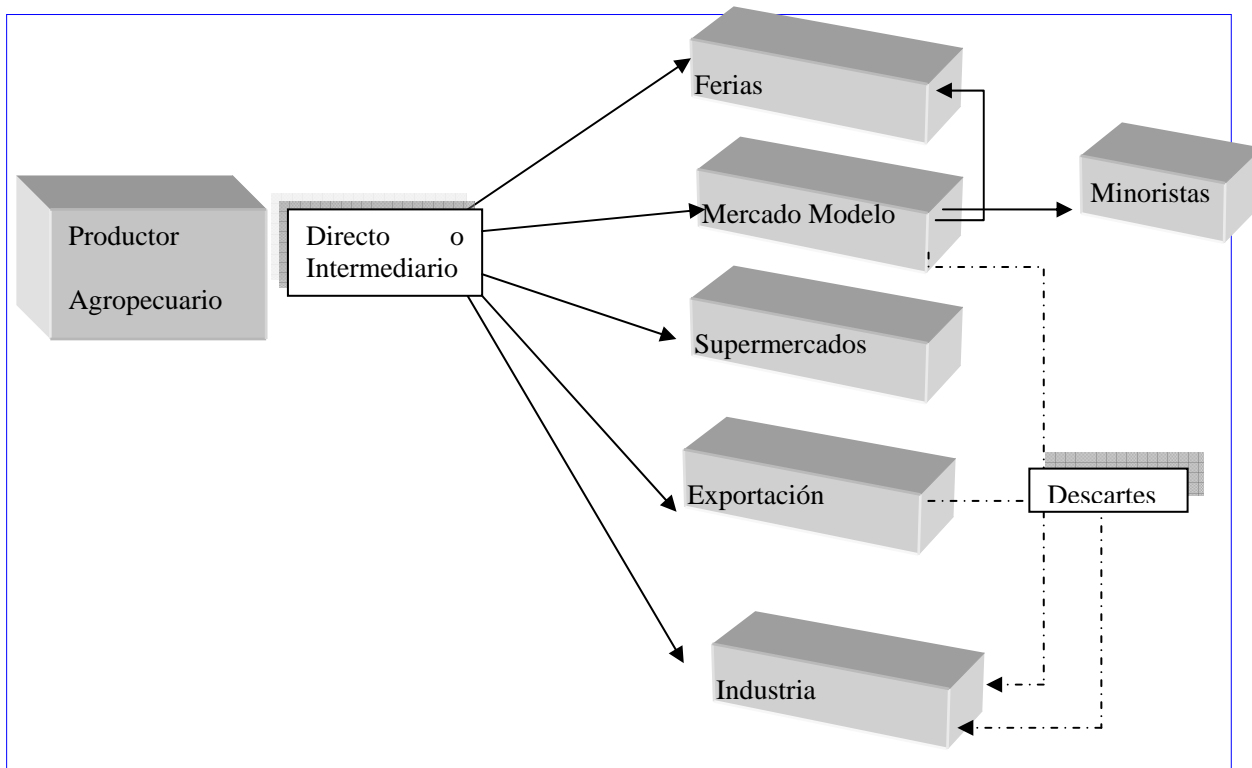 Productor
Agropecuario
Directo o
Intermediario
Ferias
Mercado Modelo
Minoristas
Supermercados
Exportación
Descartes
Industria